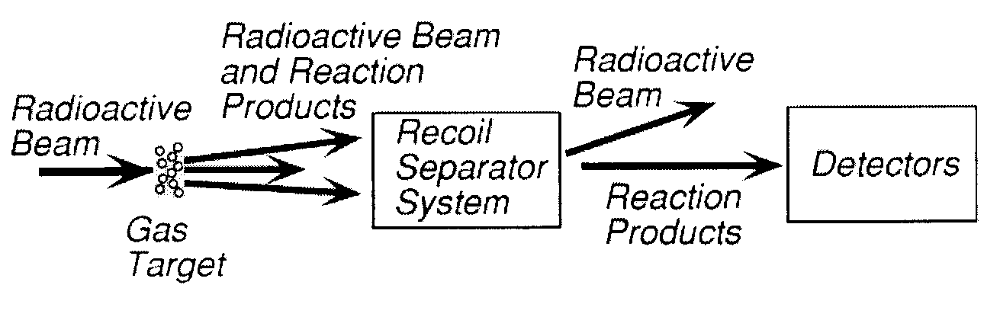 Radioactive
Beam
Gas
Target
Radioactive Beam
and Reaction
Products
Recoil
Separator
System
Radioactive
Beam
Reaction
Products
Detectors